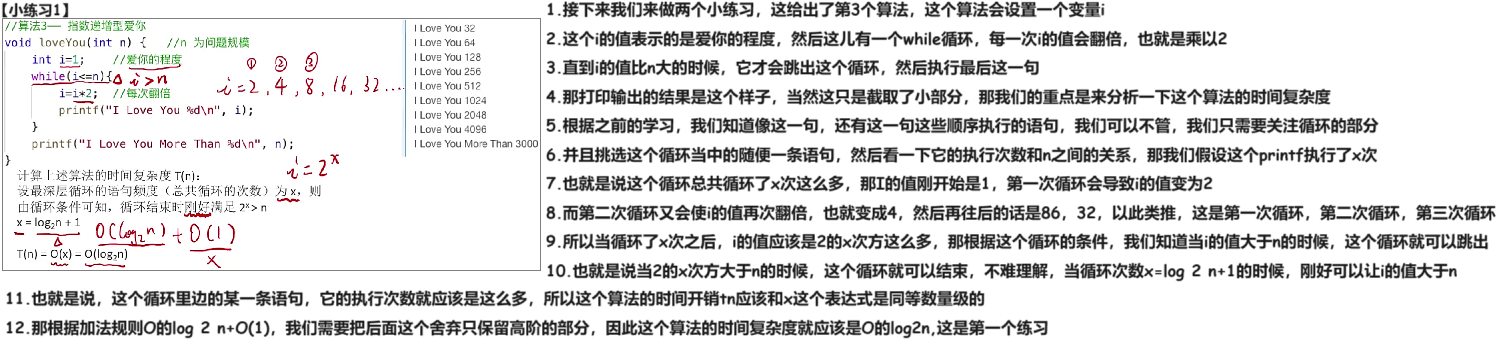 【小练习1】
//算法3—— 指数递增型爱你
void loveYou(int n) { //n 为问题规模
int i=1; //爱你的程度
while(i<=n){ i>n
i=i*2; //每次翻倍
printf("I Love You %d\n", i);
}
printf("I Love You More Than %d\n", n);
}
① ② ③
i=2, 4, 8, 16, 32 ...
i=2^x
I Love You 32
I Love You 64
I Love You 128
I Love You 256
I Love You 512
I Love You 1024
I Love You 2048
I Love You 4096
I Love You More Than 3000
计算上述算法的时间复杂度 T(n)：
设最深层循环的语句频度（总共循环的次数）为 x，则
由循环条件可知，循环结束时刚好满足 2ˣ> n
x = log₂n + 1 O(log₂n) + O(1)
x
T(n) = O(x) = O(log₂n)
1.接下来我们来做两个小练习，这给出了第3个算法，这个算法会设置一个变量i
2.这个i的值表示的是爱你的程度，然后这儿有一个while循环，每一次i的值会翻倍，也就是乘以2
3.直到i的值比n大的时候，它才会跳出这个循环，然后执行最后这一句
4.那打印输出的结果是这个样子，当然这只是截取了小部分，那我们的重点是来分析一下这个算法的时间复杂度
5.根据之前的学习，我们知道像这一句，还有这一句这些顺序执行的语句，我们可以不管，我们只需要关注循环的部分
6.并且挑选这个循环当中的随便一条语句，然后看一下它的执行次数和n之间的关系，那我们假设这个printf执行了x次
7.也就是说这个循环总共循环了x次这么多，那I的值刚开始是1，第一次循环会导致i的值变为2
8.而第二次循环又会使i的值再次翻倍，也就变成4，然后再往后的话是86，32，以此类推，这是第一次循环，第二次循环，第三次循环
9.所以当循环了x次之后，i的值应该是2的x次方这么多，那根据这个循环的条件，我们知道当i的值大于n的时候，这个循环就可以跳出
10.也就是说当2的x次方大于n的时候，这个循环就可以结束，不难理解，当循环次数x=log 2 n+1的时候，刚好可以让i的值大于n
11.也就是说，这个循环里边的某一条语句，它的执行次数就应该是这么多，所以这个算法的时间开销tn应该和x这个表达式是同等数量级的
12.那根据加法规则O的log 2 n+O(1)，我们需要把后面这个舍弃只保留高阶的部分，因此这个算法的时间复杂度就应该是O的log2n,这是第一个练习